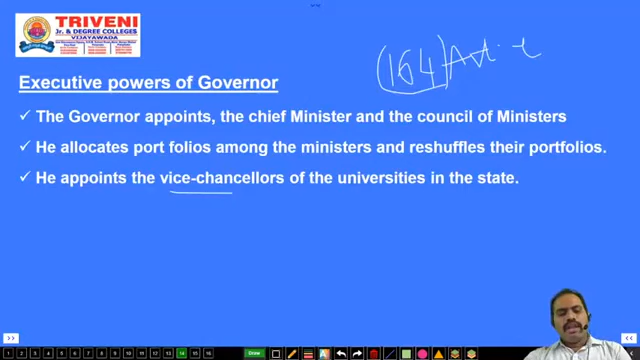 TRIVENI
Jr. & DEGREE COLLEGES
VIJAYAWADA
(164) Art.
Executive powers of Governor
✓ The Governor appoints, the chief Minister and the council of Ministers
✓ He allocates port folios among the ministers and reshuffles their portfolios.
✓ He appoints the vice-chancellors of the universities in the state.
>> 1 2 3 4 5 6 7 8 9 10 11 12 13 14 15 16 Draw A <<